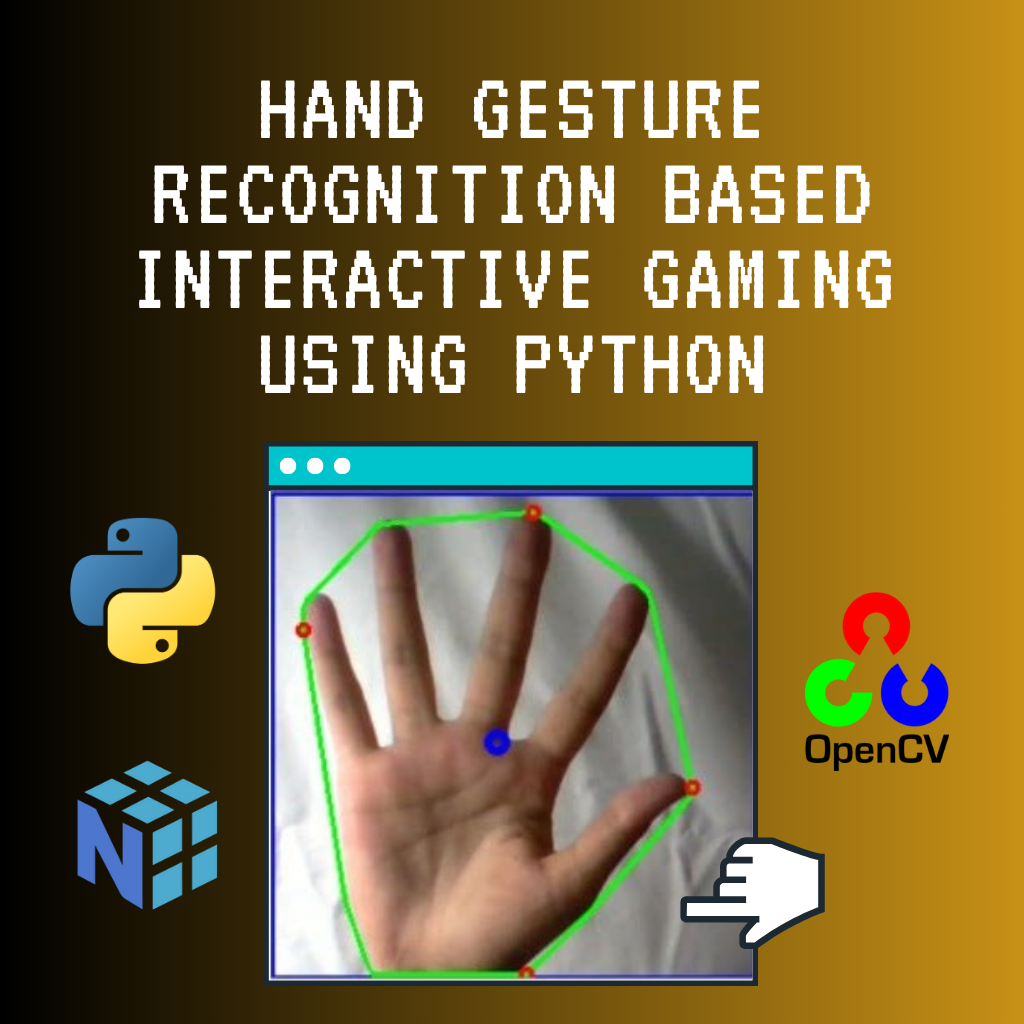 HAND GESTURE
RECOGNITION BASED
INTERACTIVE GAMING
USING PYTHON
OpenCV
N